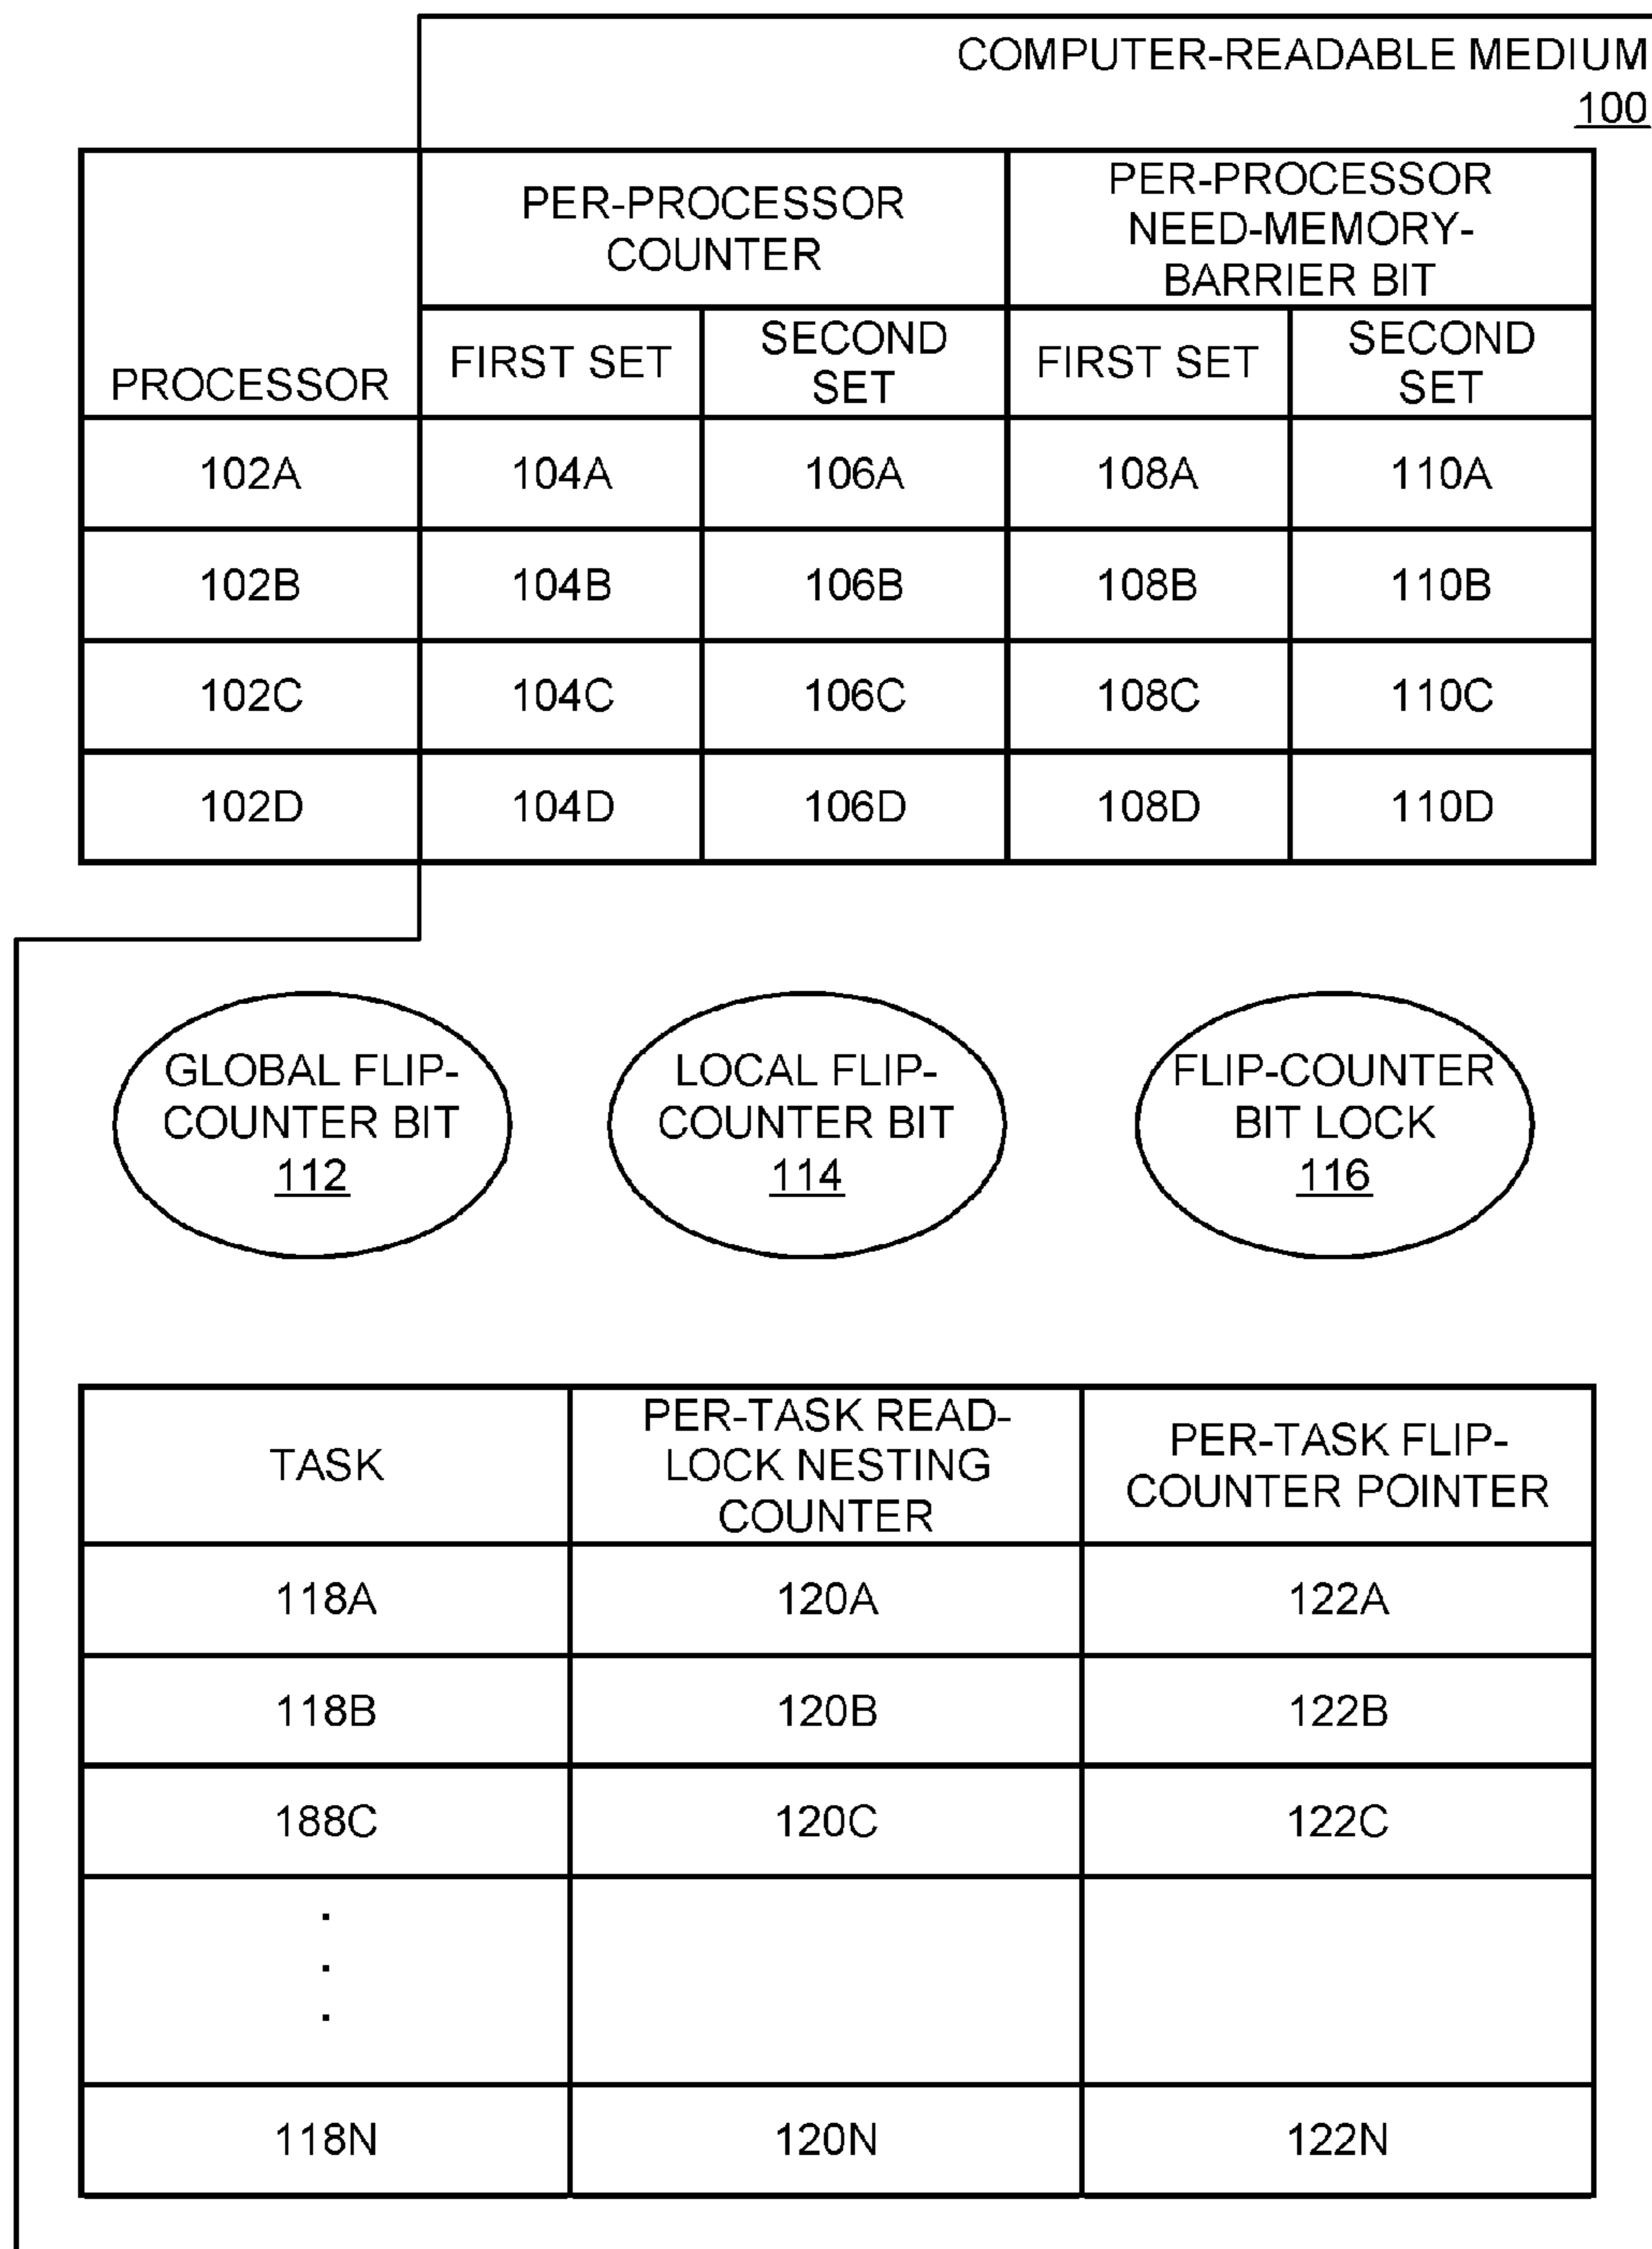 COMPUTER-READABLE MEDIUM
100
PROCESSOR
PER-PROCESSOR
COUNTER
PER-PROCESSOR
NEED-MEMORY-
BARRIER BIT
FIRST SET
SECOND
SET
FIRST SET
SECOND
SET
102A 104A 106A 108A 110A
102B 104B 106B 108B 110B
102C 104C 106C 108C 110C
102D 104D 106D 108D 110D
GLOBAL FLIP-
COUNTER BIT
112
LOCAL FLIP-
COUNTER BIT
114
FLIP-COUNTER
BIT LOCK
116
TASK
PER-TASK READ-
LOCK NESTING
COUNTER
PER-TASK FLIP-
COUNTER POINTER
118A 120A 122A
118B 120B 122B
188C 120C 122C
.
.
.
118N 120N 122N